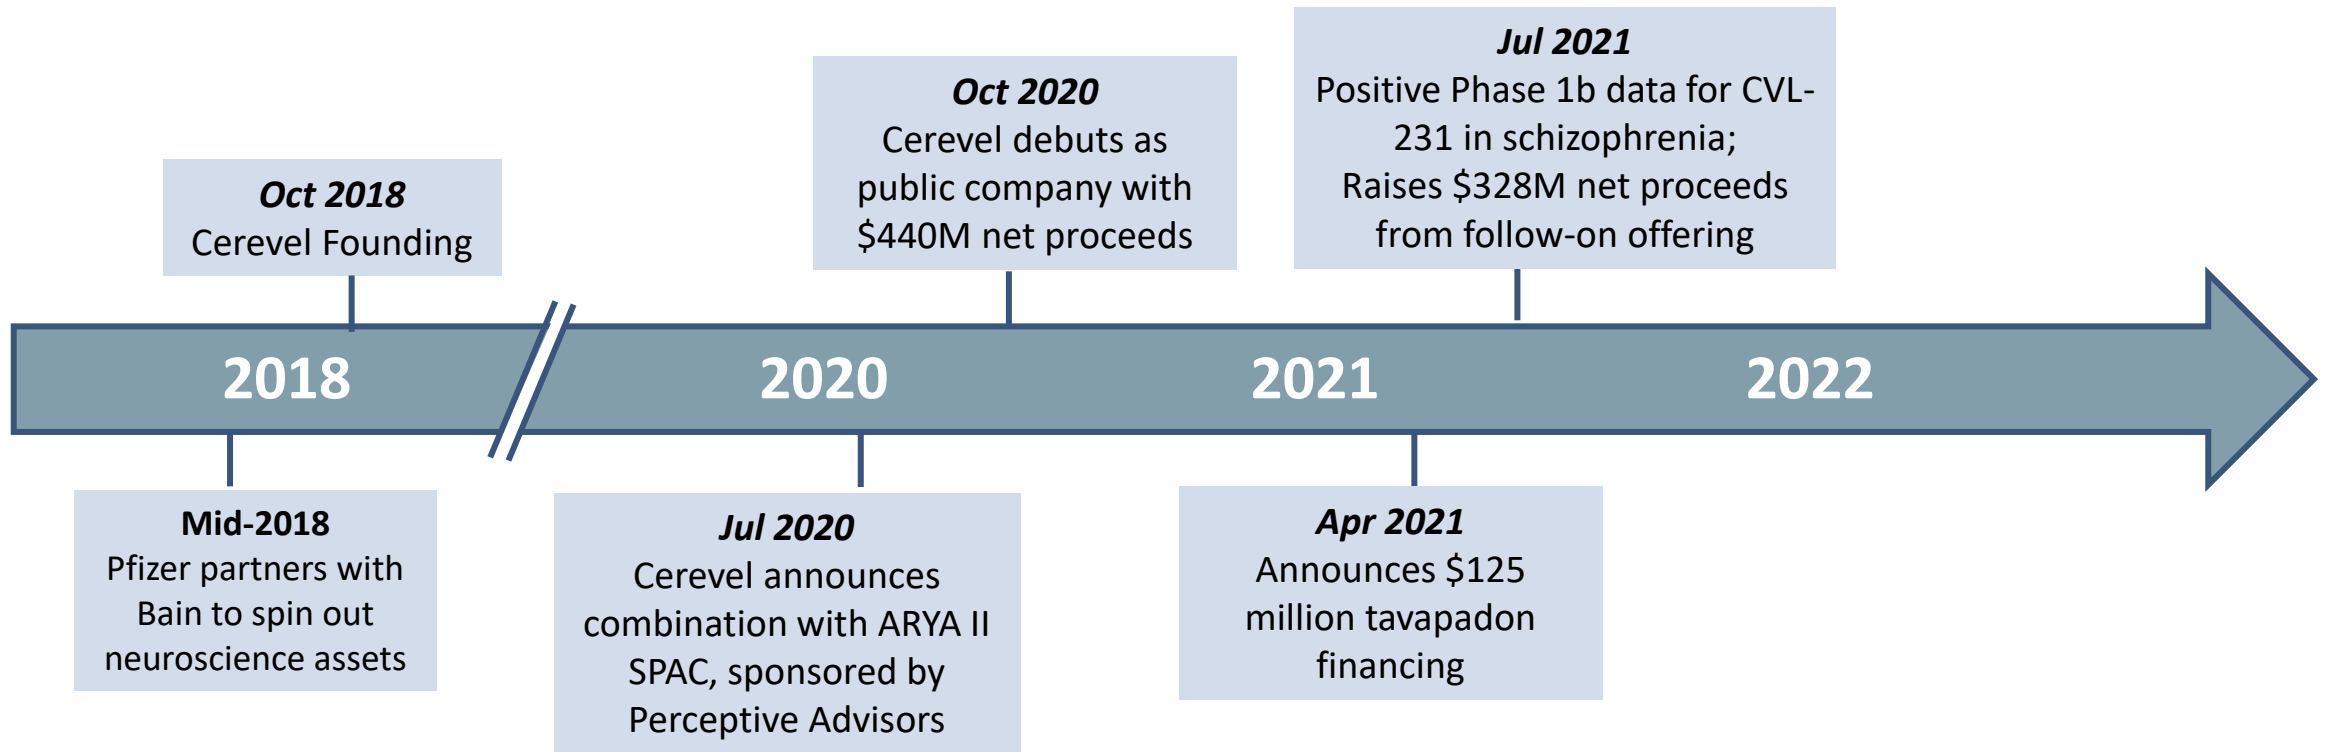 Oct 2018
Cerevel Founding
Oct 2020
Cerevel debuts as
public company with
$440M net proceeds
Jul 2021
Positive Phase 1b data for CVL-
231 in schizophrenia;
Raises $328M net proceeds
from follow-on offering
2018
2020
2021
2022
Mid-2018
Pfizer partners with
Bain to spin out
neuroscience assets
Jul 2020
Cerevel announces
combination with ARYA II
SPAC, sponsored by
Perceptive Advisors
Apr 2021
Announces $125
million tavapadon
financing